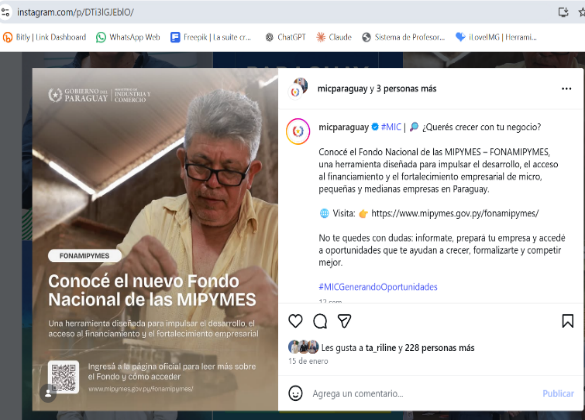 instagram.com/p/DTi3lGJEblO/
Bitly | Link Dashboard
WhatsApp Web
Freepik | La suite cr...
ChatGPT
Claude
Sistema de Profesor...
iLoveIMG | Herrami...
GOBIERNO DEL
PARAGUAY
MINISTERIO DE
INDUSTRIA Y
COMERCIO
FONAMIPYMES
Conocé el nuevo Fondo
Nacional de las MIPYMES
Una herramienta diseñada para impulsar el desarrollo, el
acceso al financiamiento y el fortalecimiento empresarial
Ingresá a la página oficial para leer más sobre
el Fondo y cómo acceder
www.mipymes.gov.py/fonamipymes/
micparaguay y 3 personas más
micparaguay #MIC | 🔎 ¿Querés crecer con tu negocio?
Conocé el Fondo Nacional de las MIPYMES – FONAMIPYMES,
una herramienta diseñada para impulsar el desarrollo, el acceso
al financiamiento y el fortalecimiento empresarial de micro,
pequeñas y medianas empresas en Paraguay.
🌐 Visita: 👉 https://www.mipymes.gov.py/fonamipymes/
No te quedes con dudas: informate, prepará tu empresa y accedé
a oportunidades que te ayudan a crecer, formalizarte y competir
mejor.
#MICGenerandoOportunidades
Les gusta a ta_riline y 228 personas más
15 de enero
Agrega un comentario...
Publicar